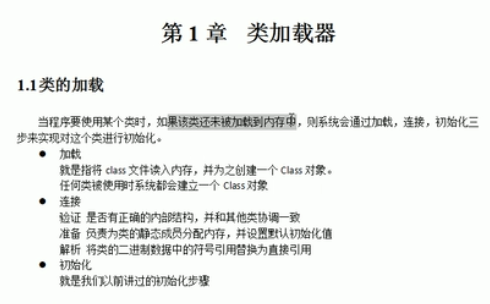 第 1 章 类加载器
1.1类的加载
当程序要使用某个类时，如果该类还未被加载到内存中，则系统会通过加载，连接，初始化三
步来实现对这个类进行初始化。
● 加载
就是指将 class 文件读入内存，并为之创建一个 Class 对象。
任何类被使用时系统都会建立一个 Class 对象
● 连接
验证 是否有正确的内部结构，并和其他类协调一致
准备 负责为类的静态成员分配内存，并设置默认初始化值
解析 将类的二进制数据中的符号引用替换为直接引用
● 初始化
就是我们以前讲过的初始化步骤